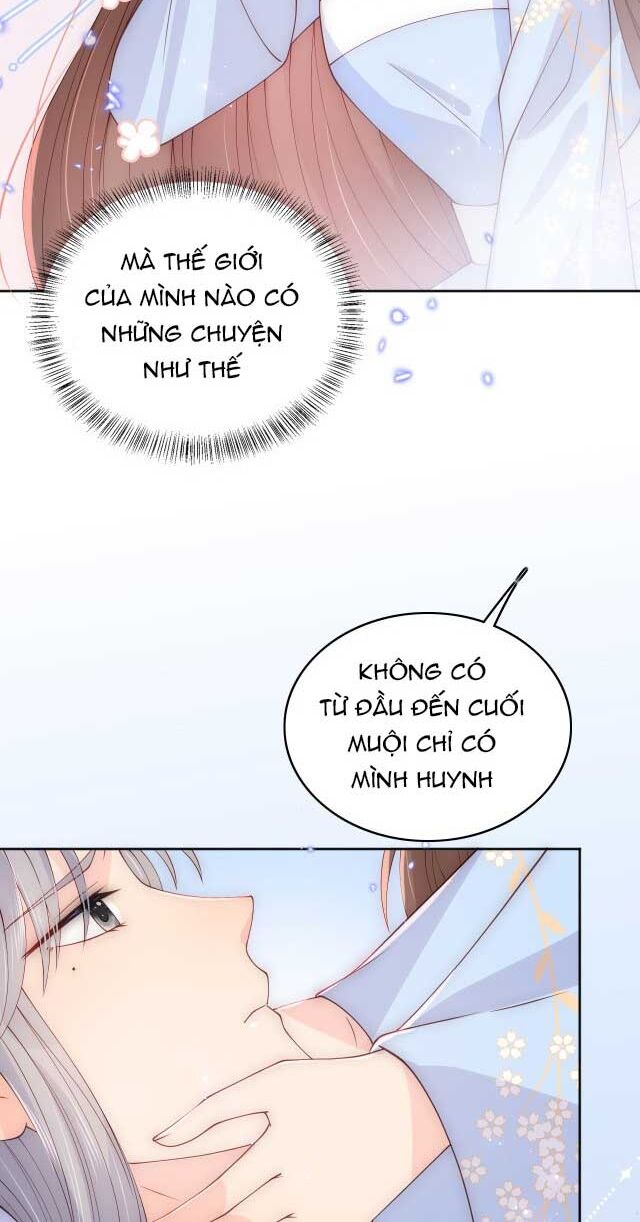 MÀ THẾ GIỚI
CỦA MÌNH NÀO CÓ
NHỮNG CHUYỆN
NHƯ THẾ
KHÔNG CÓ
TỪ ĐẦU ĐẾN CUỐI
MUỘI CHỈ CÓ
MÌNH HUYNH